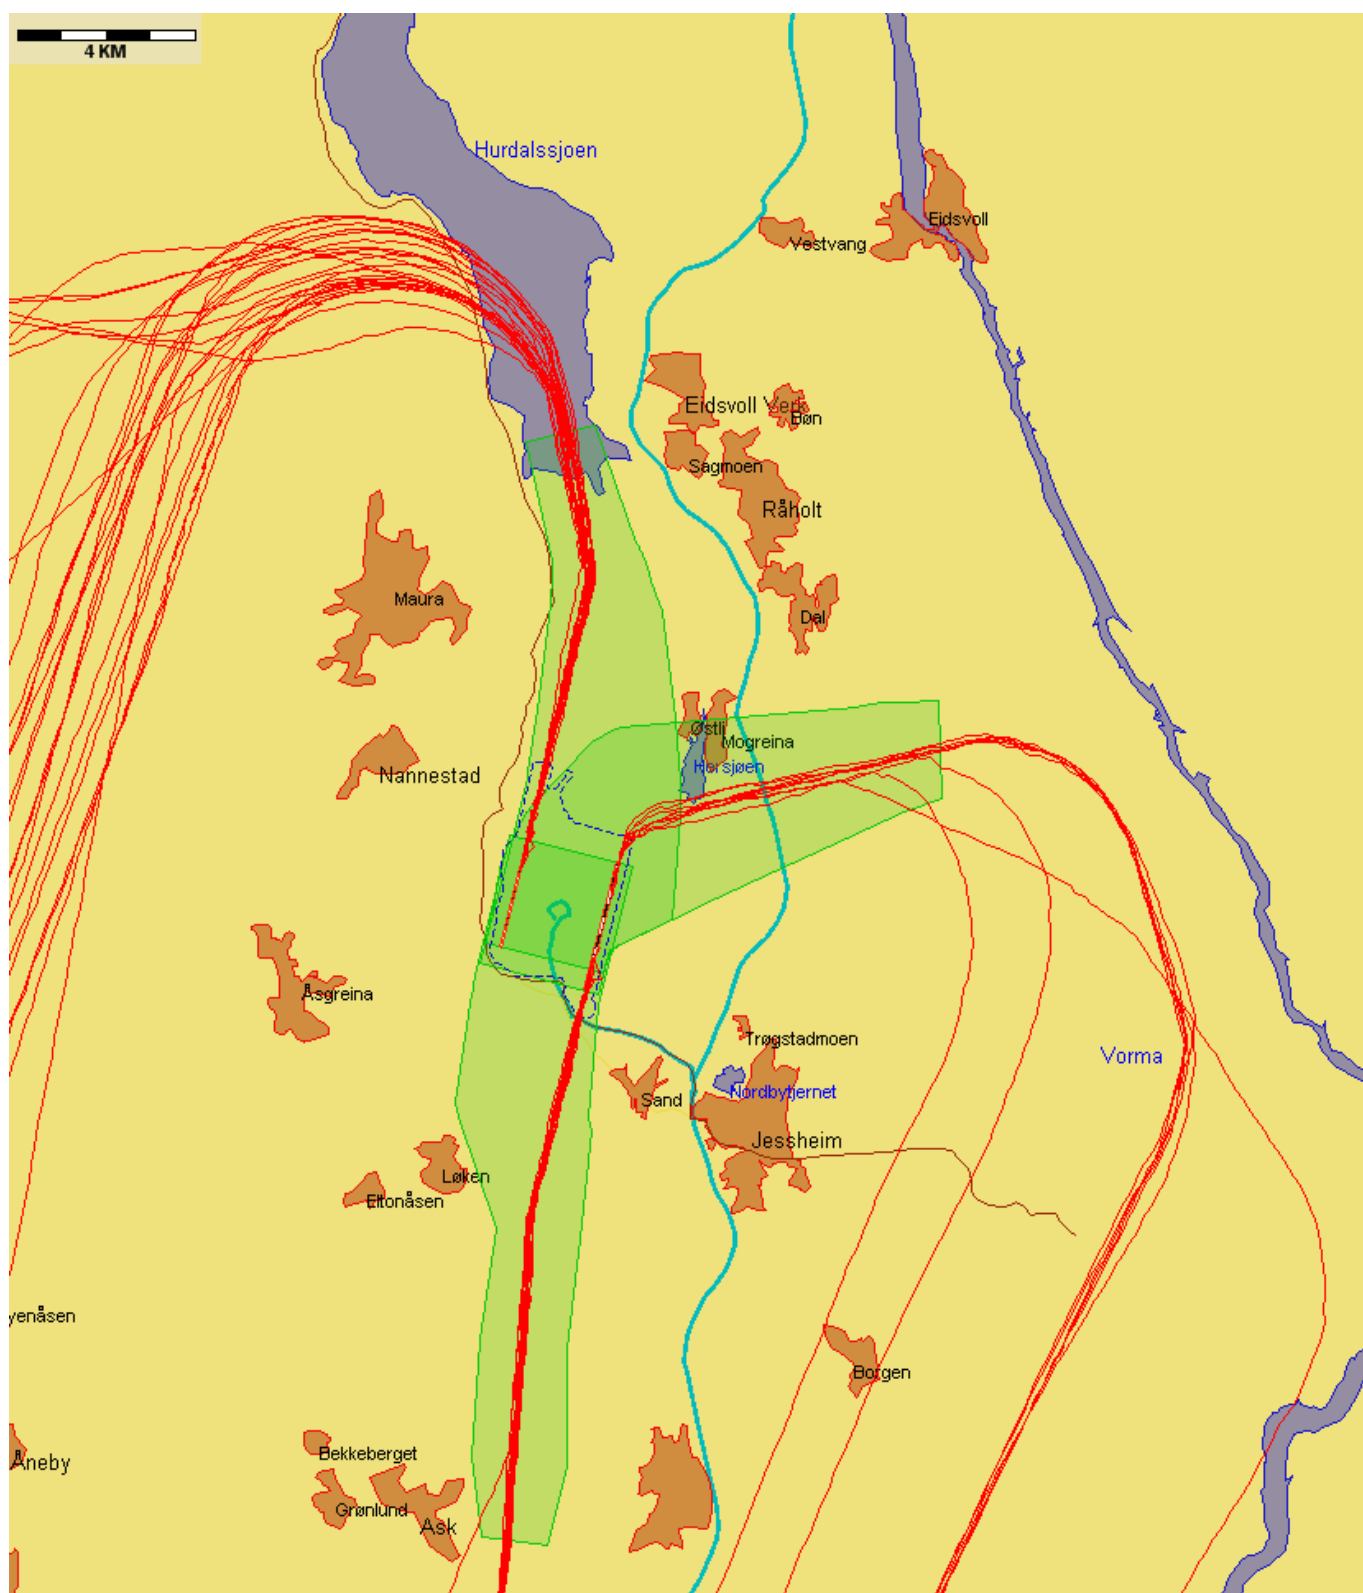 4 KM
Hurdalssjoen
Eidsvoll
Vestvang
Eidsvoll Verk
Bøn
Sagmoen
Råholt
Maura
Dal
Østli
Mogreina
Hersjøen
Nannestad
Åsgreina
Trøgstadmoen
Vorma
Nordbytjernet
Sand
Jessheim
Løken
Eltonåsen
yenåsen
Borgen
Bekkeberget
Åneby
Grønlund
Ask